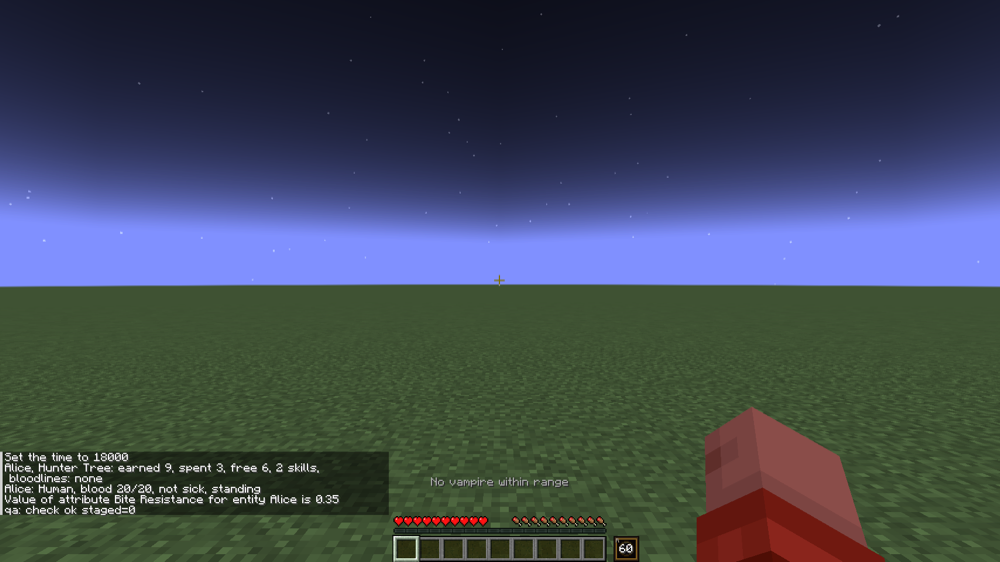 Set the time to 18000
Alice, Hunter Tree: earned 9, spent 3, free 6, 2 skills,
bloodlines: none
Alice: Human, blood 20/20, not sick, standing
Value of attribute Bite Resistance for entity Alice is 0.35
qa: check ok staged=0
No vampire within range
60